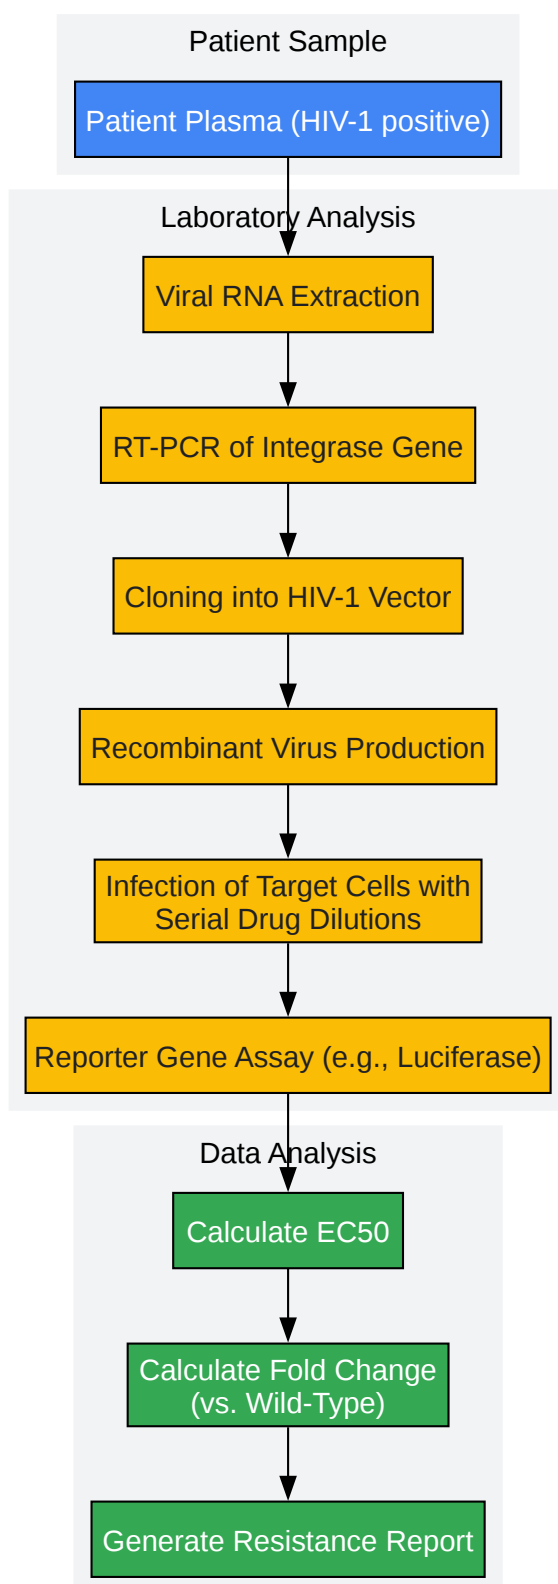 Patient Sample
Patient Plasma (HIV-1 positive)
Laboratory Analysis
Viral RNA Extraction
RT-PCR of Integrase Gene
Cloning into HIV-1 Vector
Recombinant Virus Production
Infection of Target Cells with
Serial Drug Dilutions
Reporter Gene Assay (e.g., Luciferase)
Data Analysis
Calculate EC50
Calculate Fold Change
(vs. Wild-Type)
Generate Resistance Report